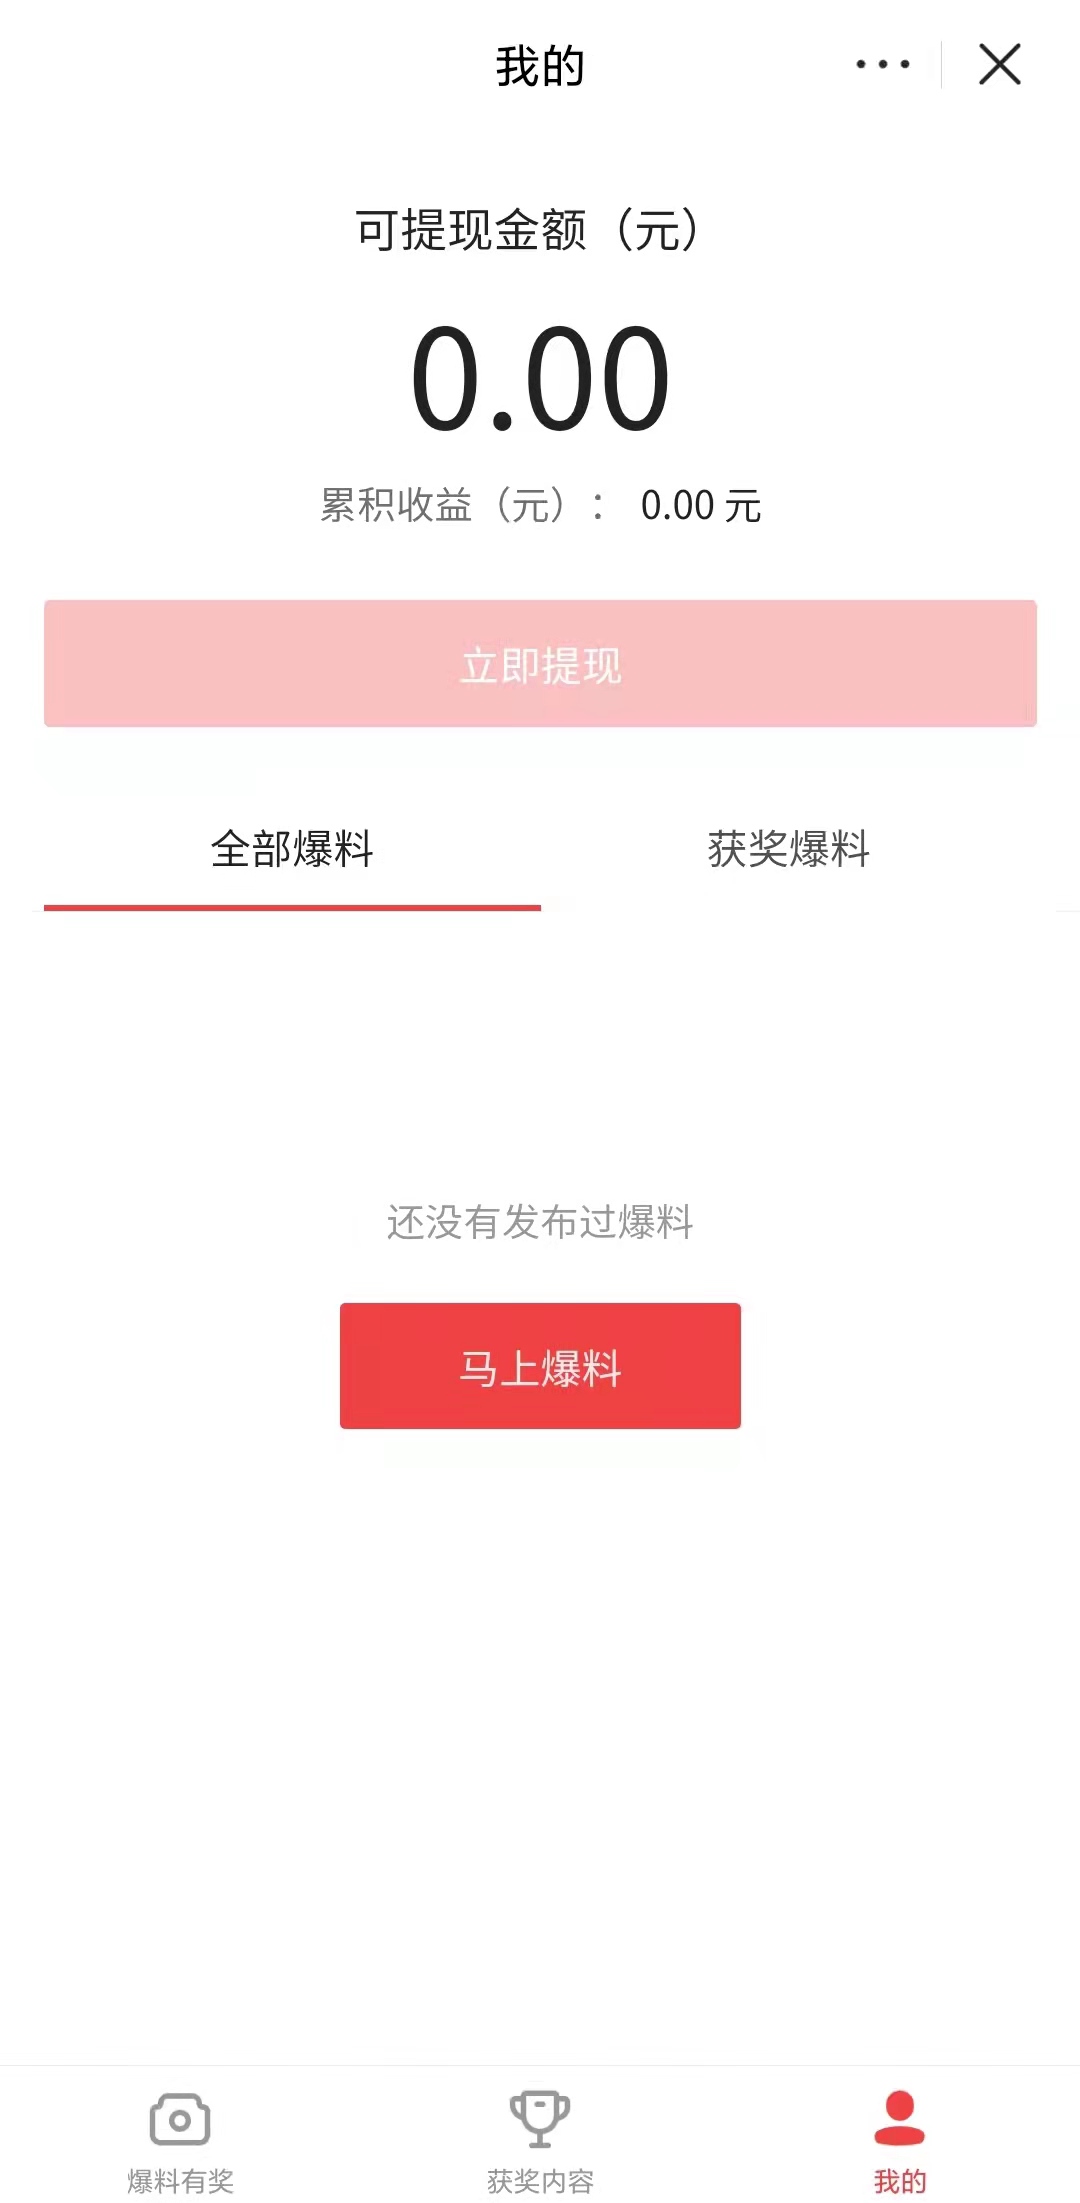 我的
可提现金额（元）
0.00
累积收益（元）： 0.00 元
立即提现
全部爆料 获奖爆料
还没有发布过爆料
马上爆料
爆料有奖 获奖内容 我的